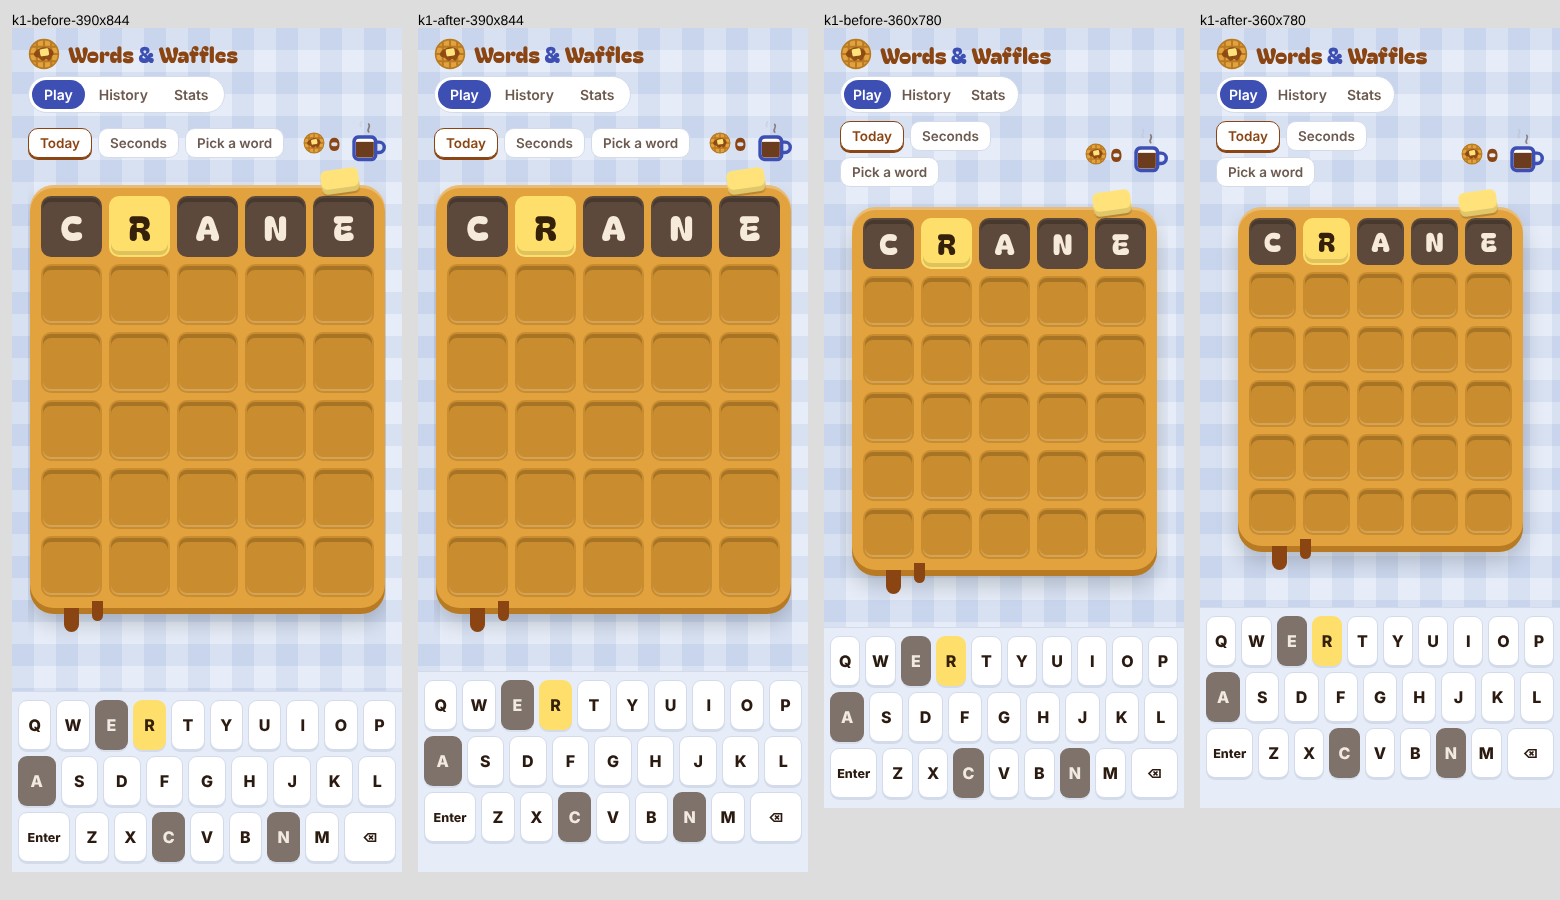 k1-before-390x844
Words & Waffles
Play History Stats
Today Seconds Pick a word
C R A N E
Q W E R T Y U I O P
A S D F G H J K L
Enter Z X C V B N M
k1-after-390x844
Words & Waffles
Play History Stats
Today Seconds Pick a word
C R A N E
Q W E R T Y U I O P
A S D F G H J K L
Enter Z X C V B N M
k1-before-360x780
Words & Waffles
Play History Stats
Today Seconds
Pick a word
C R A N E
Q W E R T Y U I O P
A S D F G H J K L
Enter Z X C V B N M
k1-after-360x780
Words & Waffles
Play History Stats
Today Seconds
Pick a word
C R A N E
Q W E R T Y U I O P
A S D F G H J K L
Enter Z X C V B N M